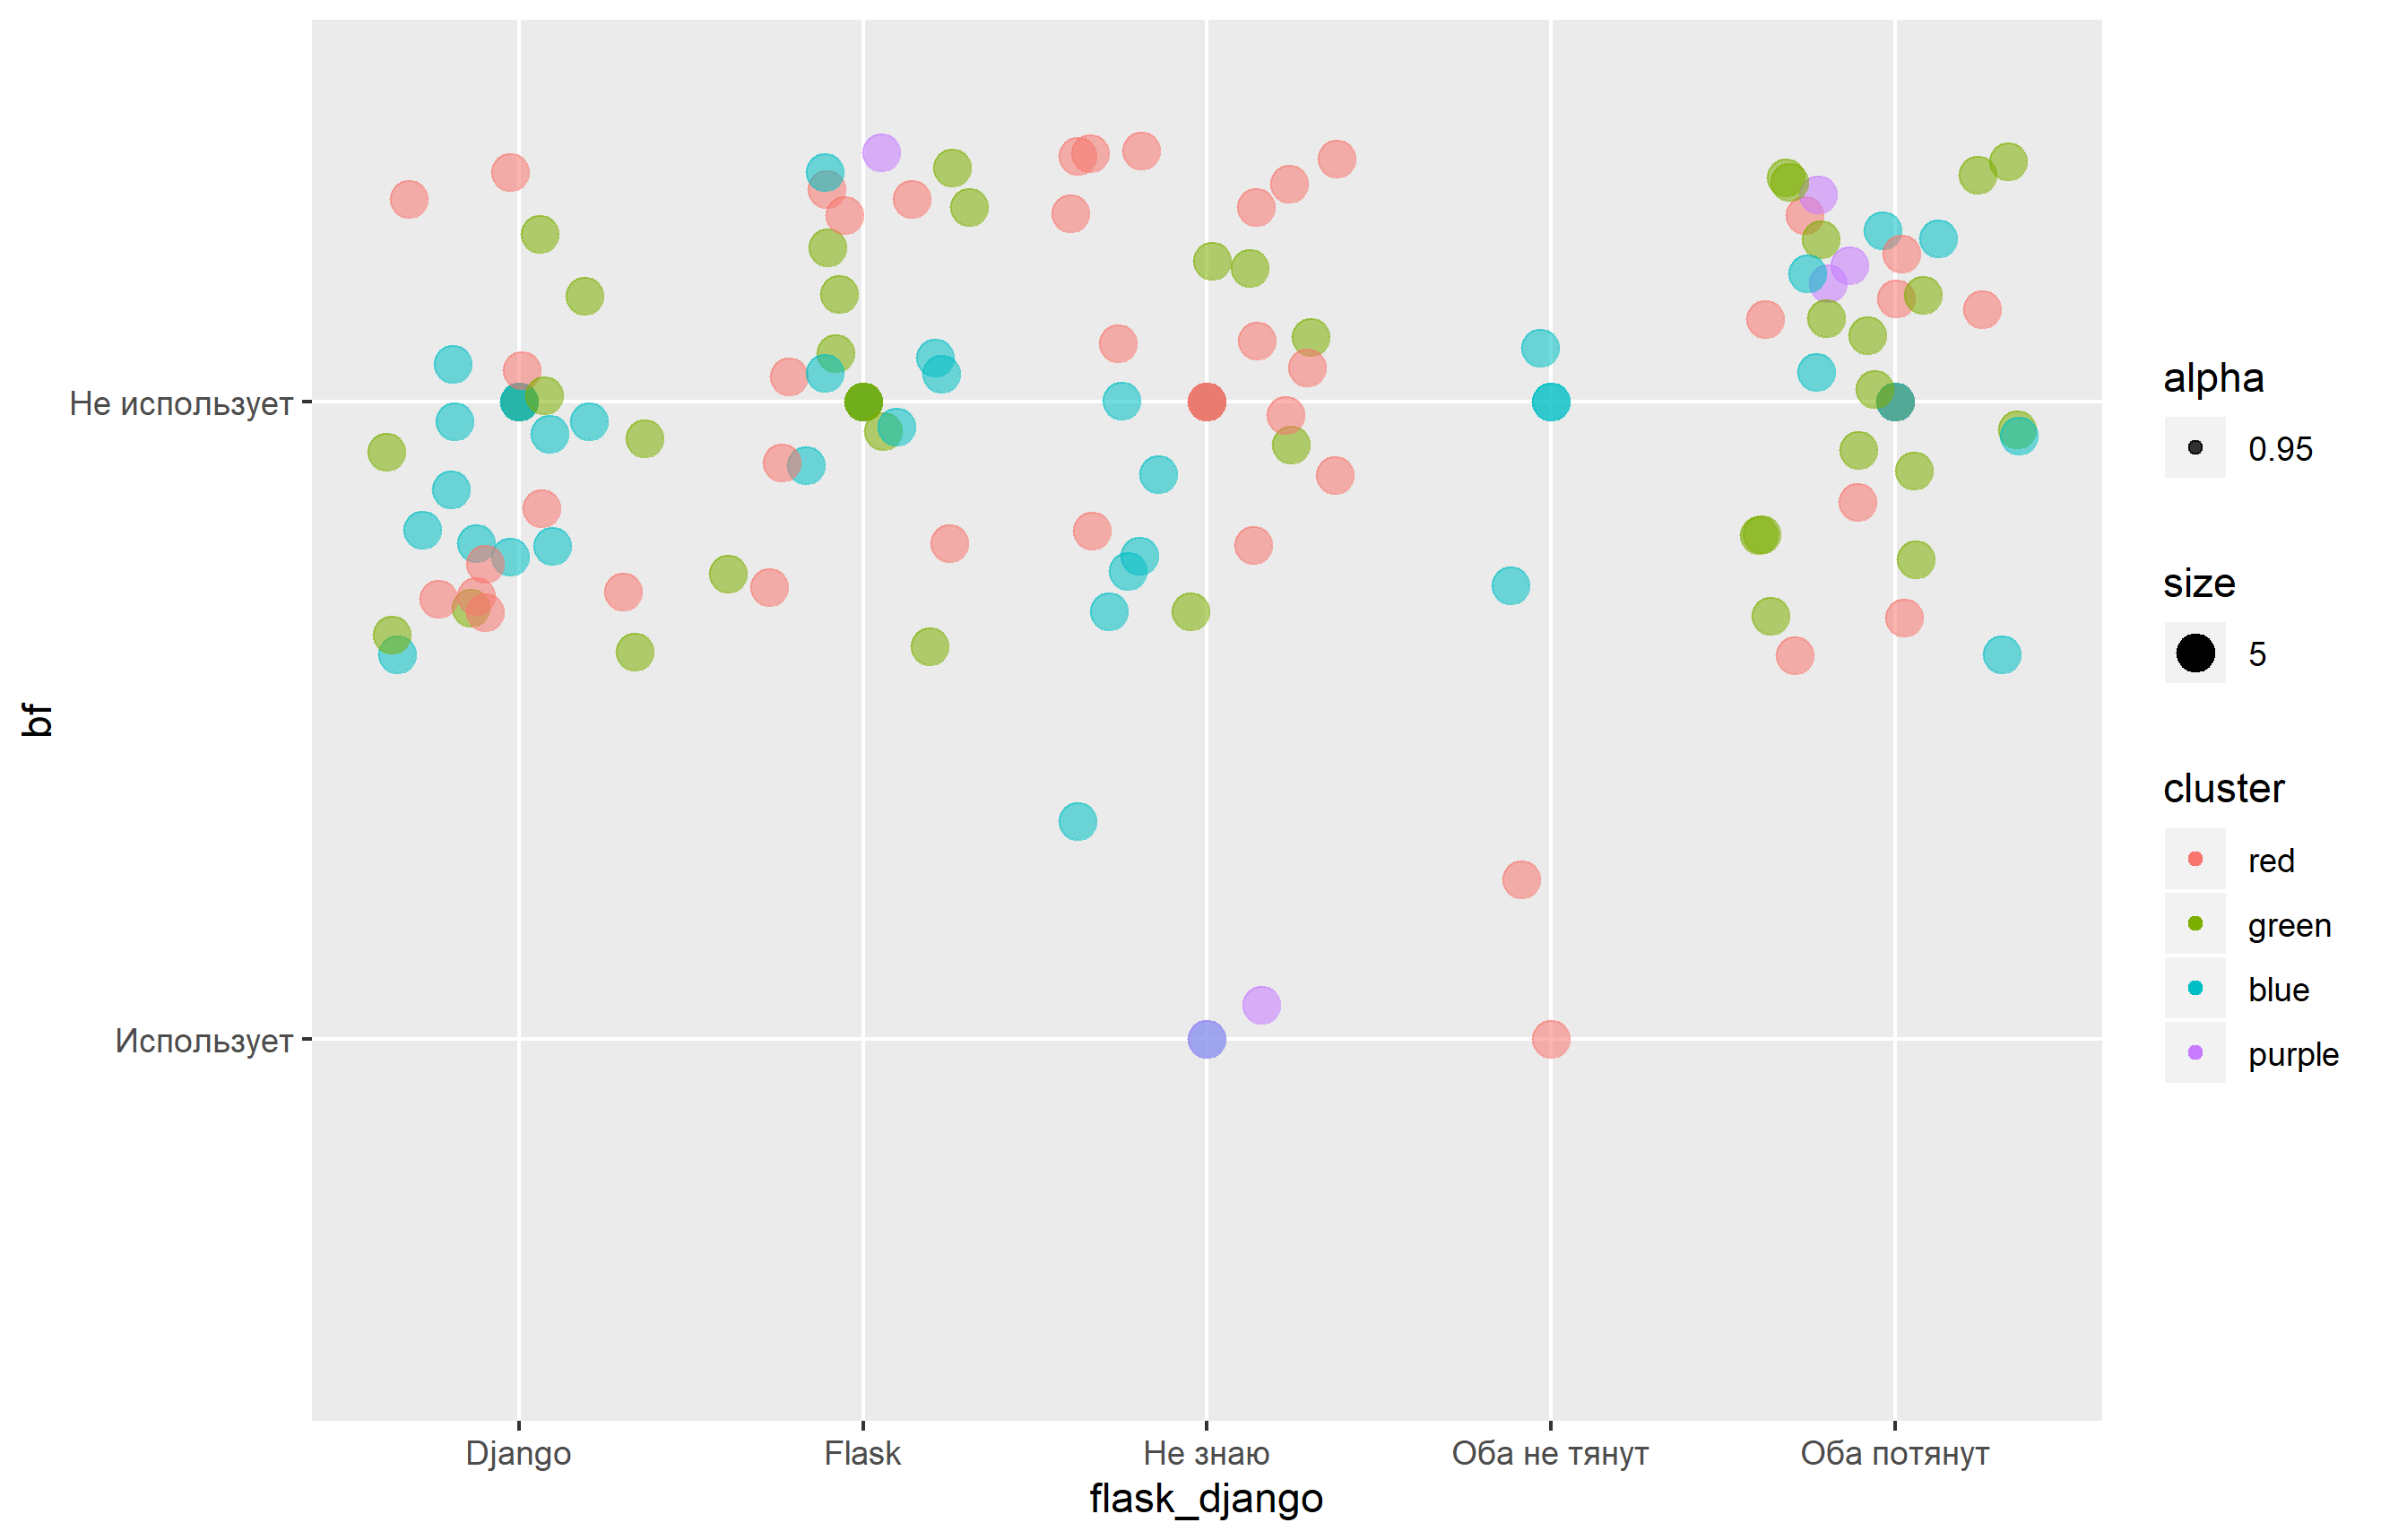 bf
Не использует
Использует
Django
Flask
Не знаю
Оба не тянут
Оба потянут
flask_django
alpha
0.95
size
5
cluster
red
green
blue
purple